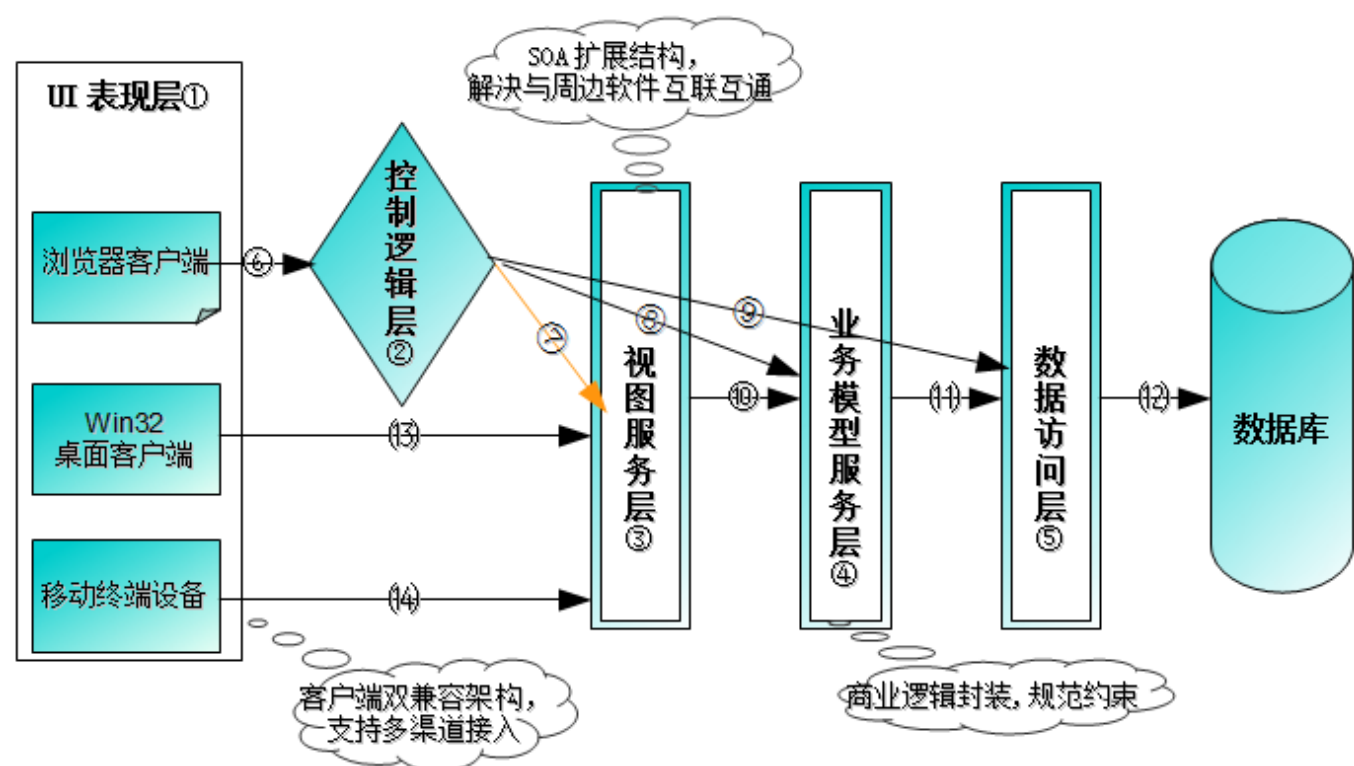 SOA 扩展结构,
解决与周边软件互联互通
UI 表现层①
浏览器客户端
⑥
控制逻辑层②
Win32
桌面客户端
移动终端设备
⑦
⑧
⑨
⑩
⑾
⑿
⒀
⒁
视图服务层③
业务模型服务层④
数据访问层⑤
数据库
客户端双兼容架构,
支持多渠道接入
商业逻辑封装,规范约束